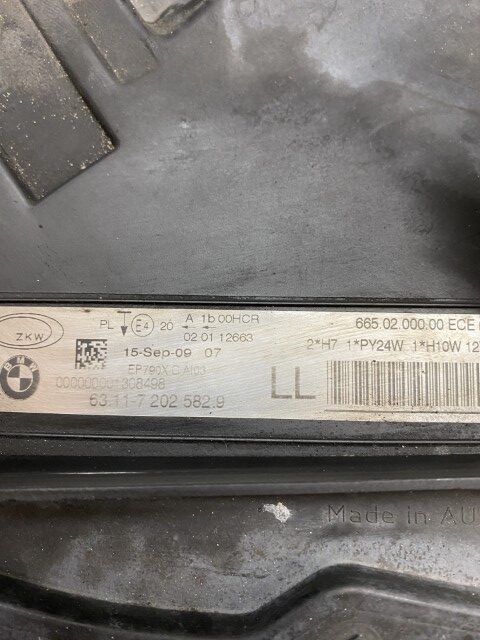 ZKW
PL E4 20 A 1b 00HCR
02 01 12663
665.02.000.00 ECE
15-Sep-09 07
2*H7 1*PY24W 1*H10W
BMW
EP790X C AI03
000000001308498
63.11-7 202 582.9
LL
Made in AU